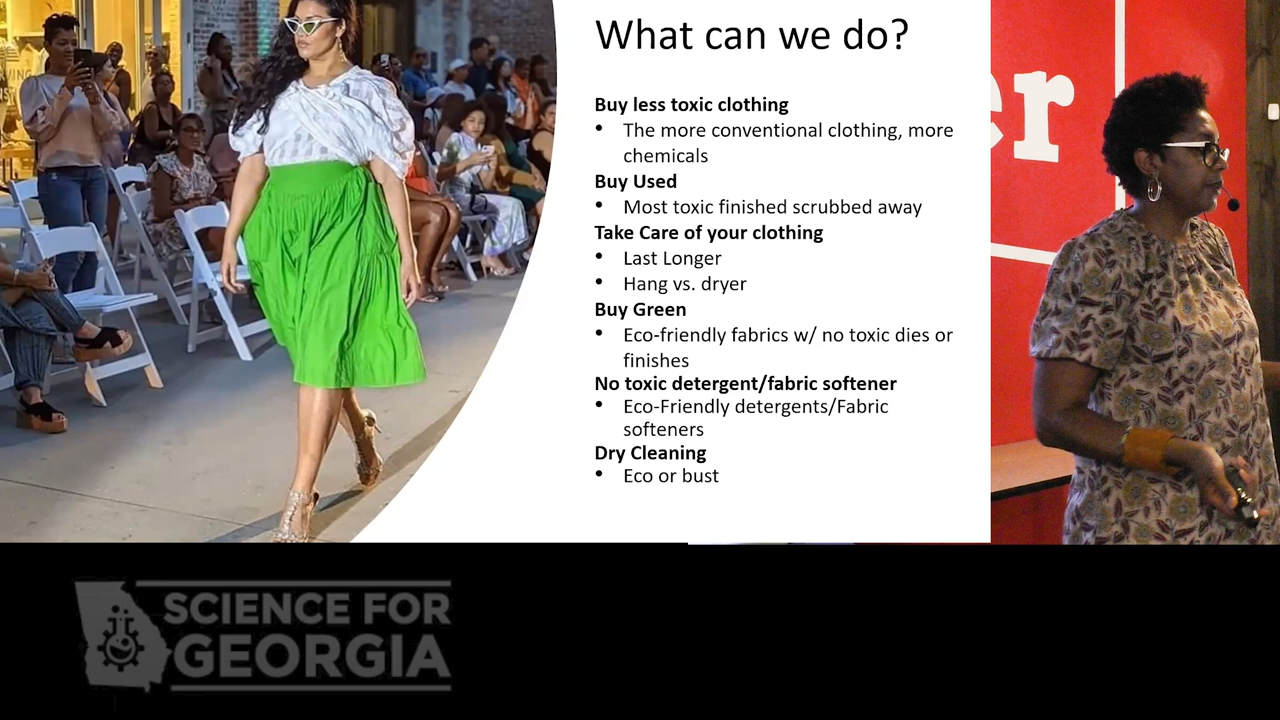 What can we do?
Buy less toxic clothing
• The more conventional clothing, more
chemicals
Buy Used
• Most toxic finished scrubbed away
Take Care of your clothing
• Last Longer
• Hang vs. dryer
Buy Green
• Eco-friendly fabrics w/ no toxic dies or
finishes
No toxic detergent/fabric softener
• Eco-Friendly detergents/Fabric
softeners
Dry Cleaning
• Eco or bust
er
SCIENCE FOR
GEORGIA